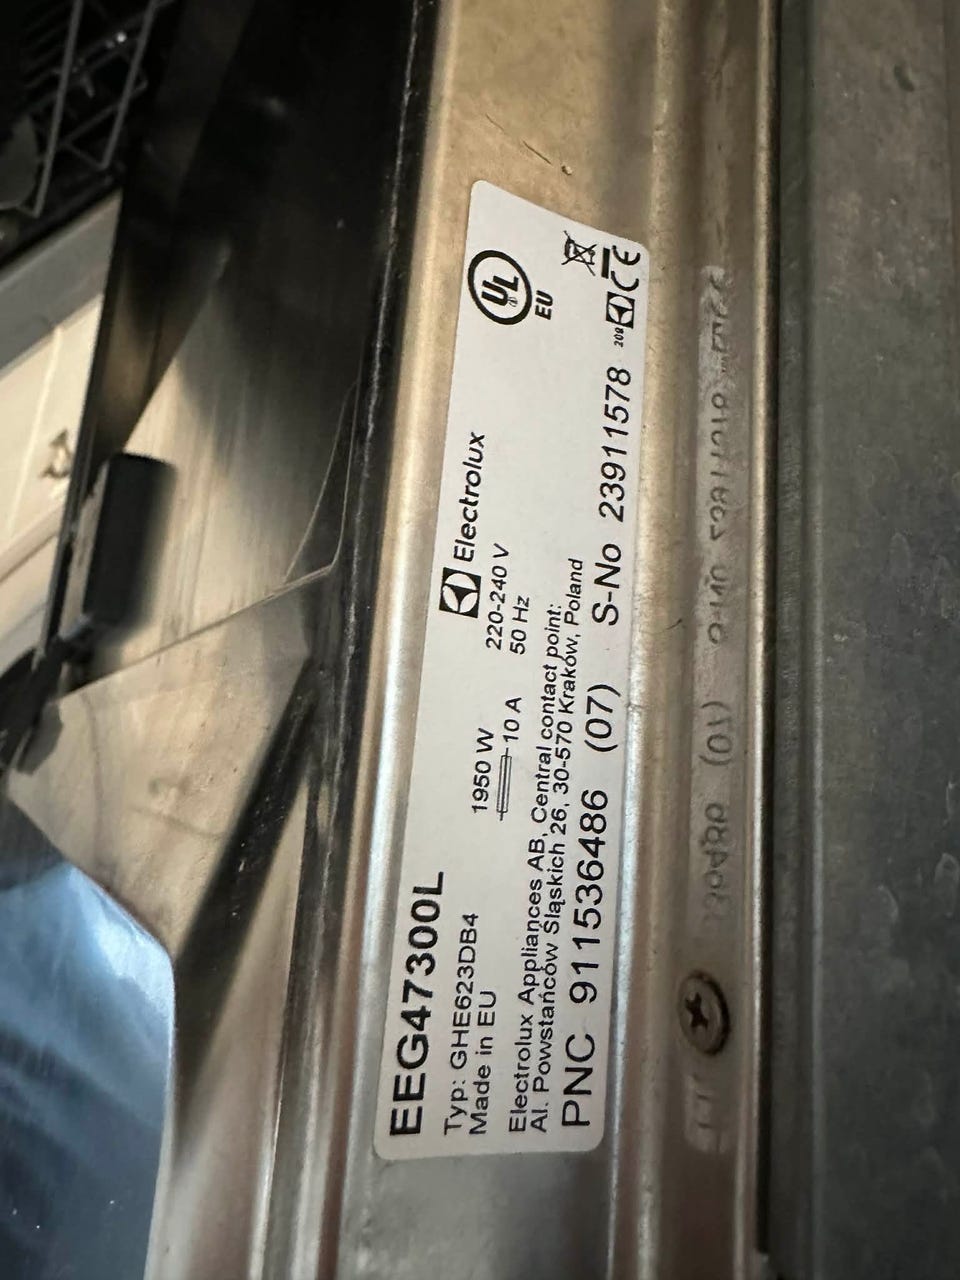 EEG47300L
Electrolux
UL
EU
Typ: GHE623DB4
1950 W
220-240 V
Made in EU
10 A
50 Hz
Electrolux Appliances AB, Central contact point:
Al. Powstańców Śląskich 26, 30-570 Kraków, Poland
PNC 911536486 (07) S-No 23911578
208
CE